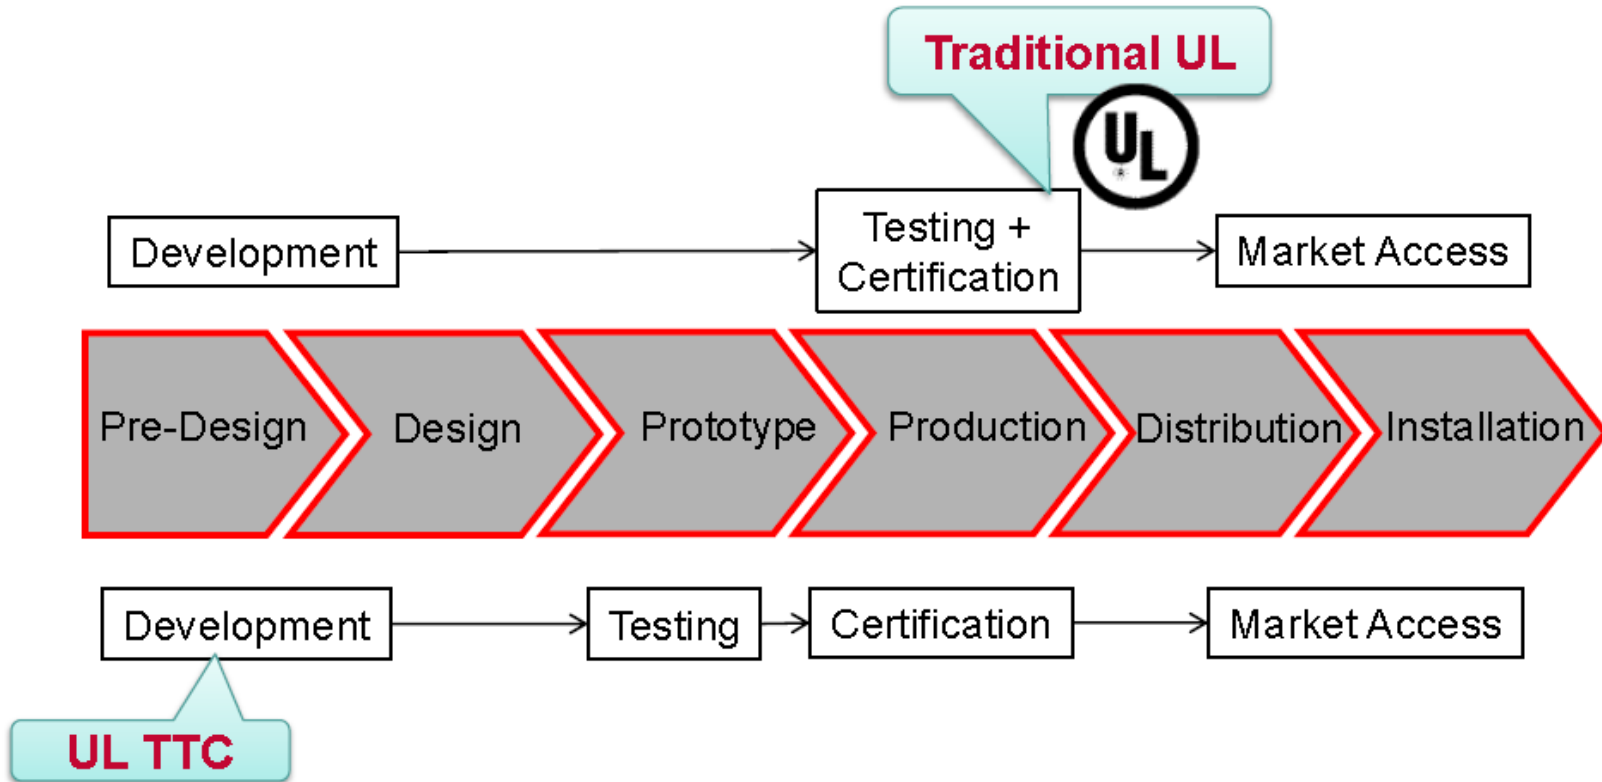 Traditional UL
UL
Development
Testing +
Certification
Market Access
Pre-Design
Design
Prototype
Production
Distribution
Installation
Development
Testing
Certification
Market Access
UL TTC